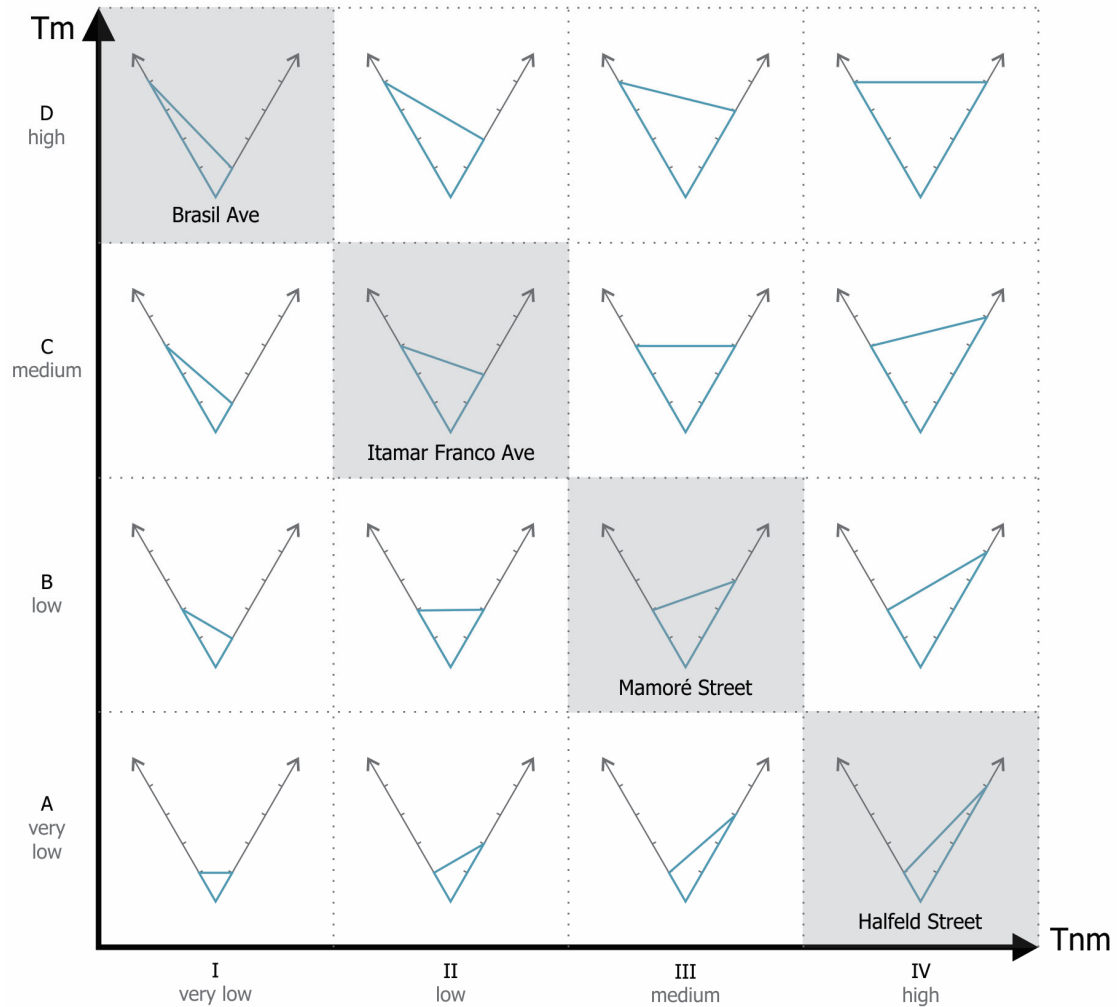 Tm
D
high
Brasil Ave
C
medium
Itamar Franco Ave
B
low
Mamoré Street
A
very
low
Halfeld Street
Tnm
I
II
III
IV
very low
low
medium
high